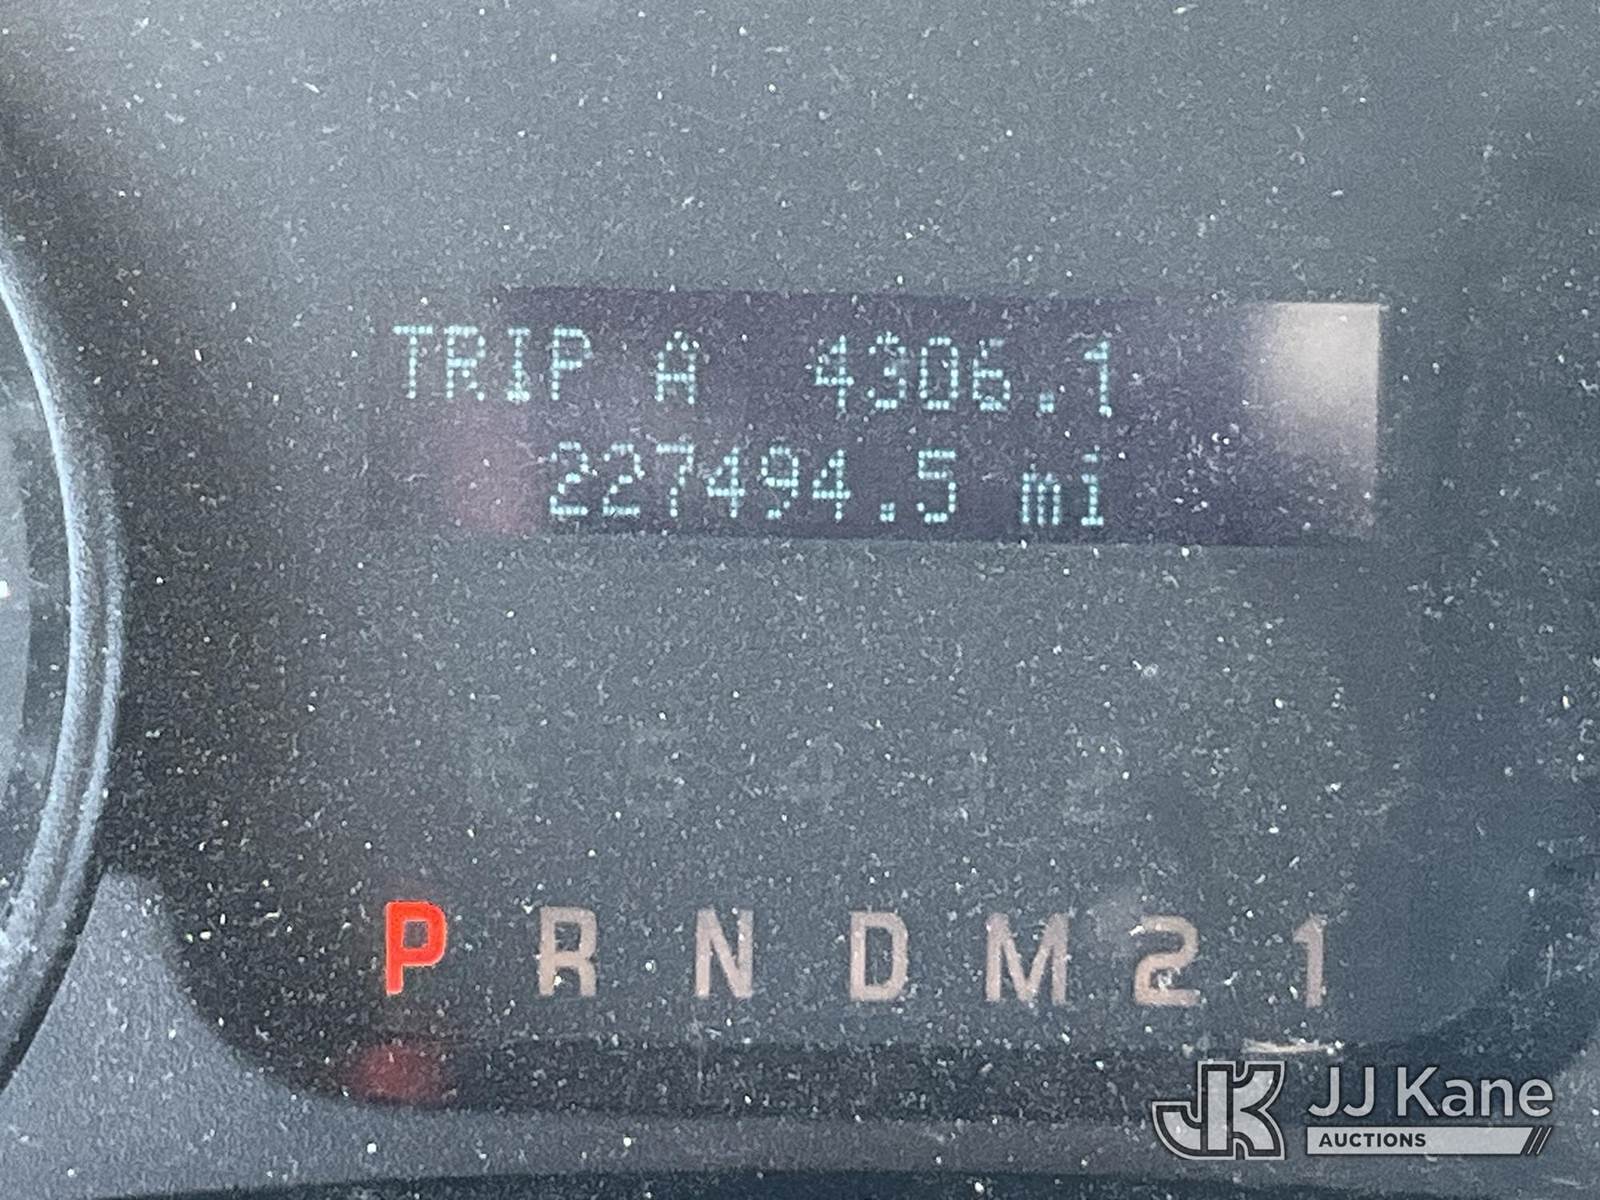 TRIP A 4306.1
227494.5 mi
P R N D M 2 1
JK JJ Kane
AUCTIONS